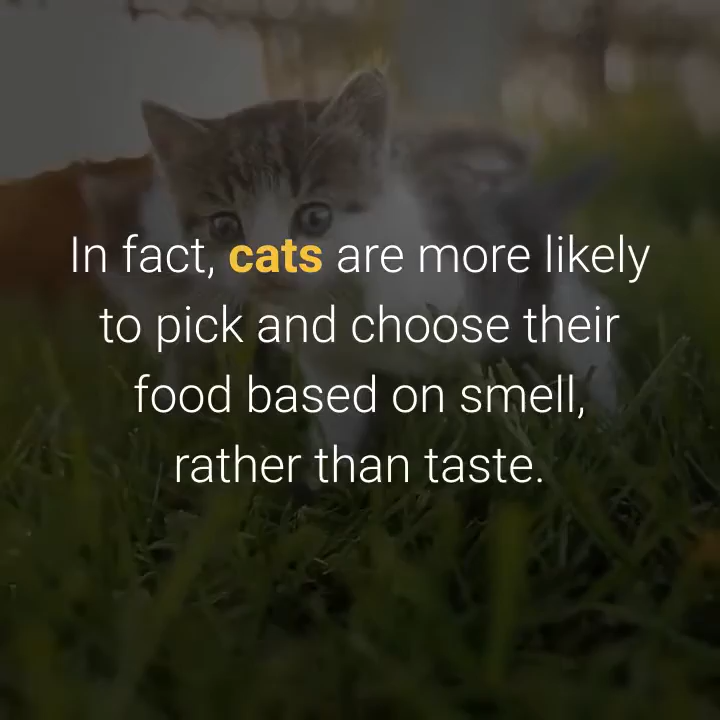 In fact, cats are more likely
to pick and choose their
food based on smell,
rather than taste.